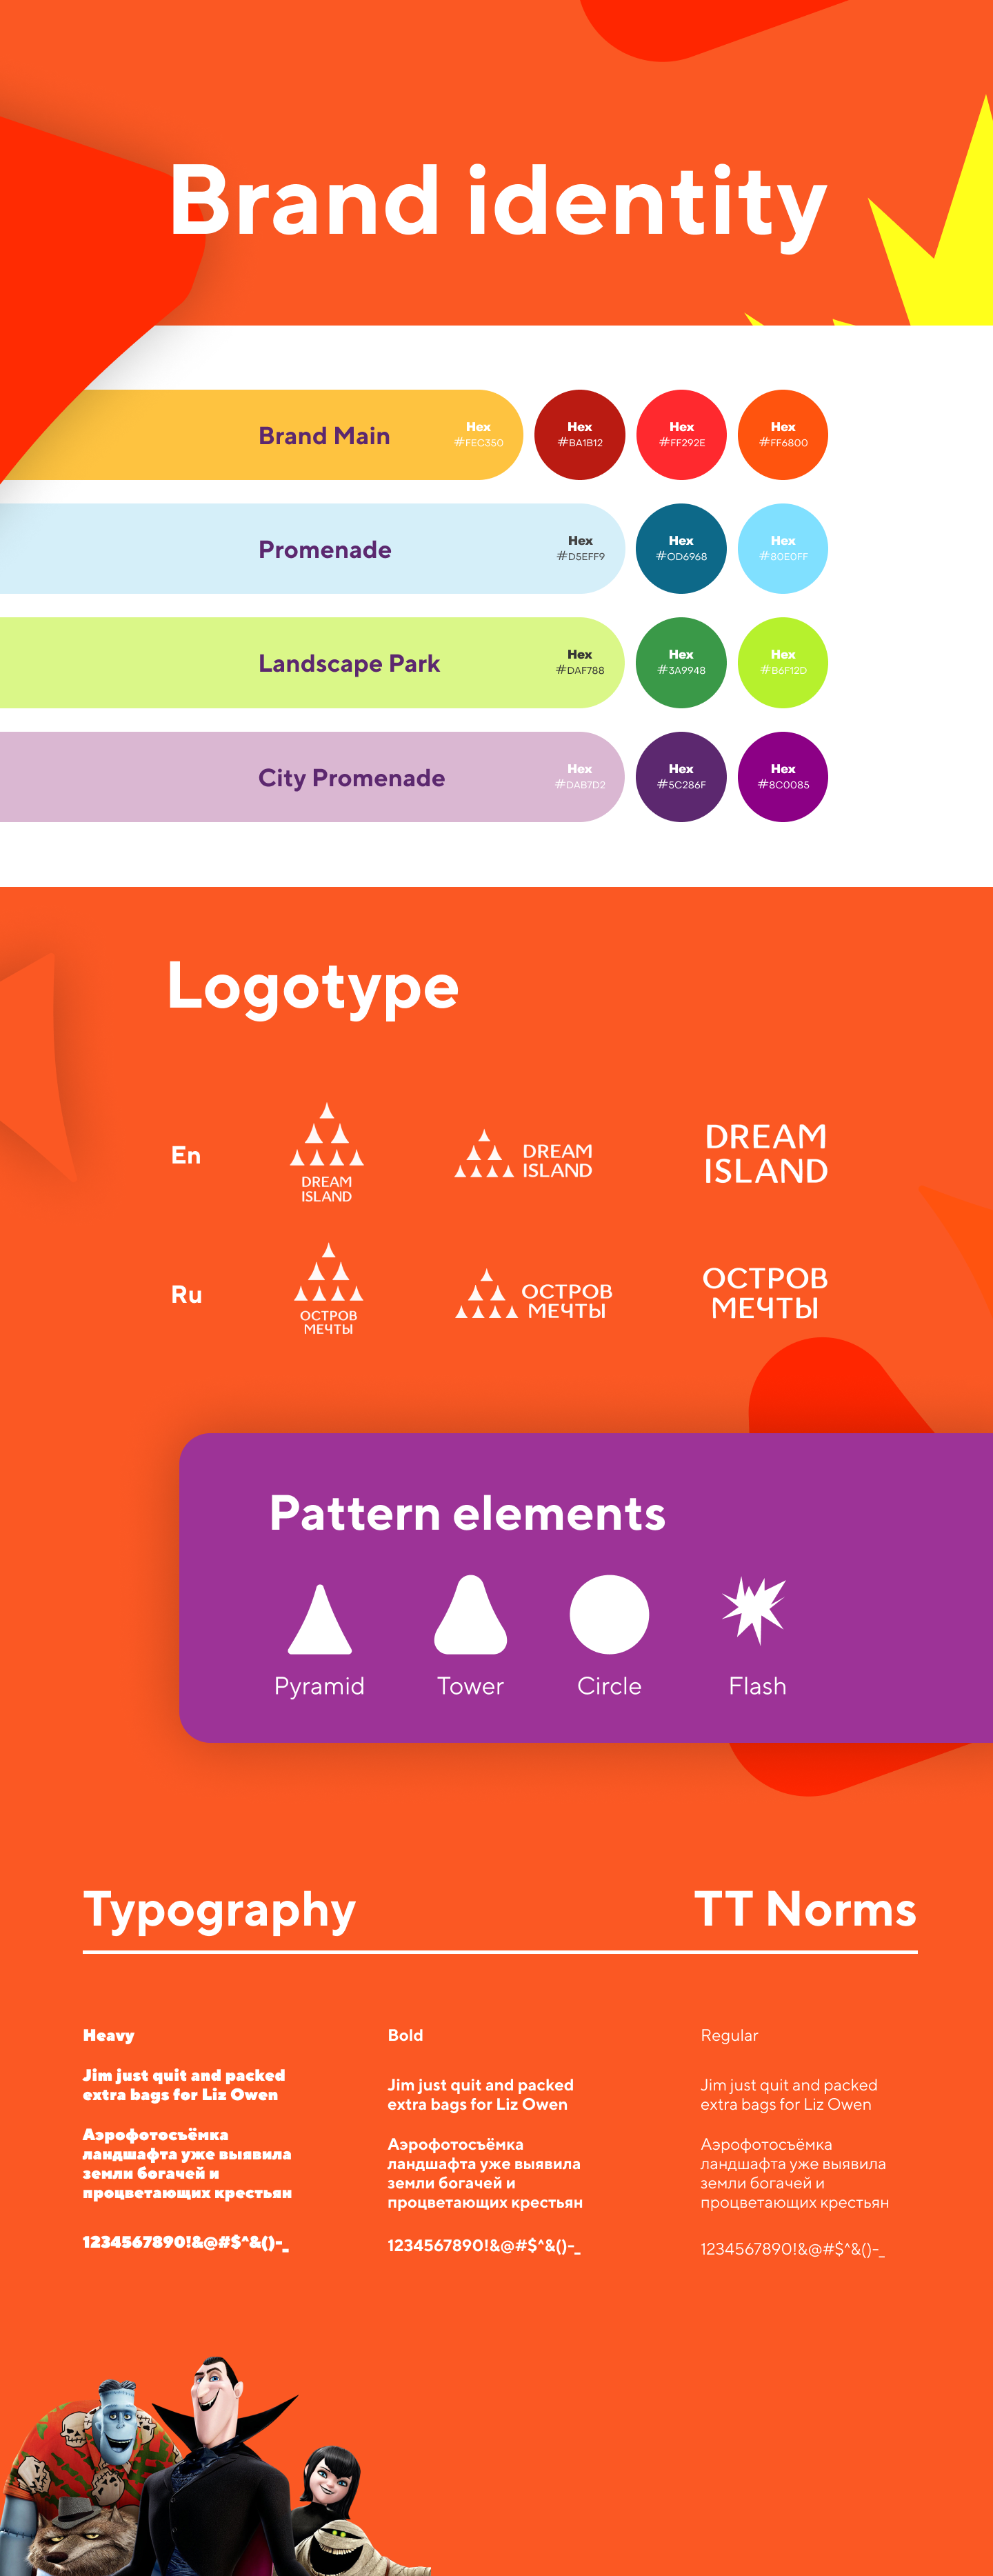 Brand identity
Brand Main
Hex
#FEC350
Hex
#BA1B12
Hex
#FF292E
Hex
#FF6800
Promenade
Hex
#D5EFF9
Hex
#OD6968
Hex
#80E0FF
Landscape Park
Hex
#DAF788
Hex
#3A9948
Hex
#B6F12D
City Promenade
Hex
#DAB7D2
Hex
#5C286F
Hex
#8C0085
Logotype
En
DREAM
ISLAND
DREAM
ISLAND
DREAM
ISLAND
Ru
ОСТРОВ
МЕЧТЫ
ОСТРОВ
МЕЧТЫ
ОСТРОВ
МЕЧТЫ
Pattern elements
Pyramid
Tower
Circle
Flash
Typography
TT Norms
Heavy
Jim just quit and packed
extra bags for Liz Owen
Аэрофотосъёмка
ландшафта уже выявила
земли богачей и
процветающих крестьян
1234567890!&@#$^&()-_
Bold
Jim just quit and packed
extra bags for Liz Owen
Аэрофотосъёмка
ландшафта уже выявила
земли богачей и
процветающих крестьян
1234567890!&@#$^&()-_
Regular
Jim just quit and packed
extra bags for Liz Owen
Аэрофотосъёмка
ландшафта уже выявила
земли богачей и
процветающих крестьян
1234567890!&@#$^&()-_